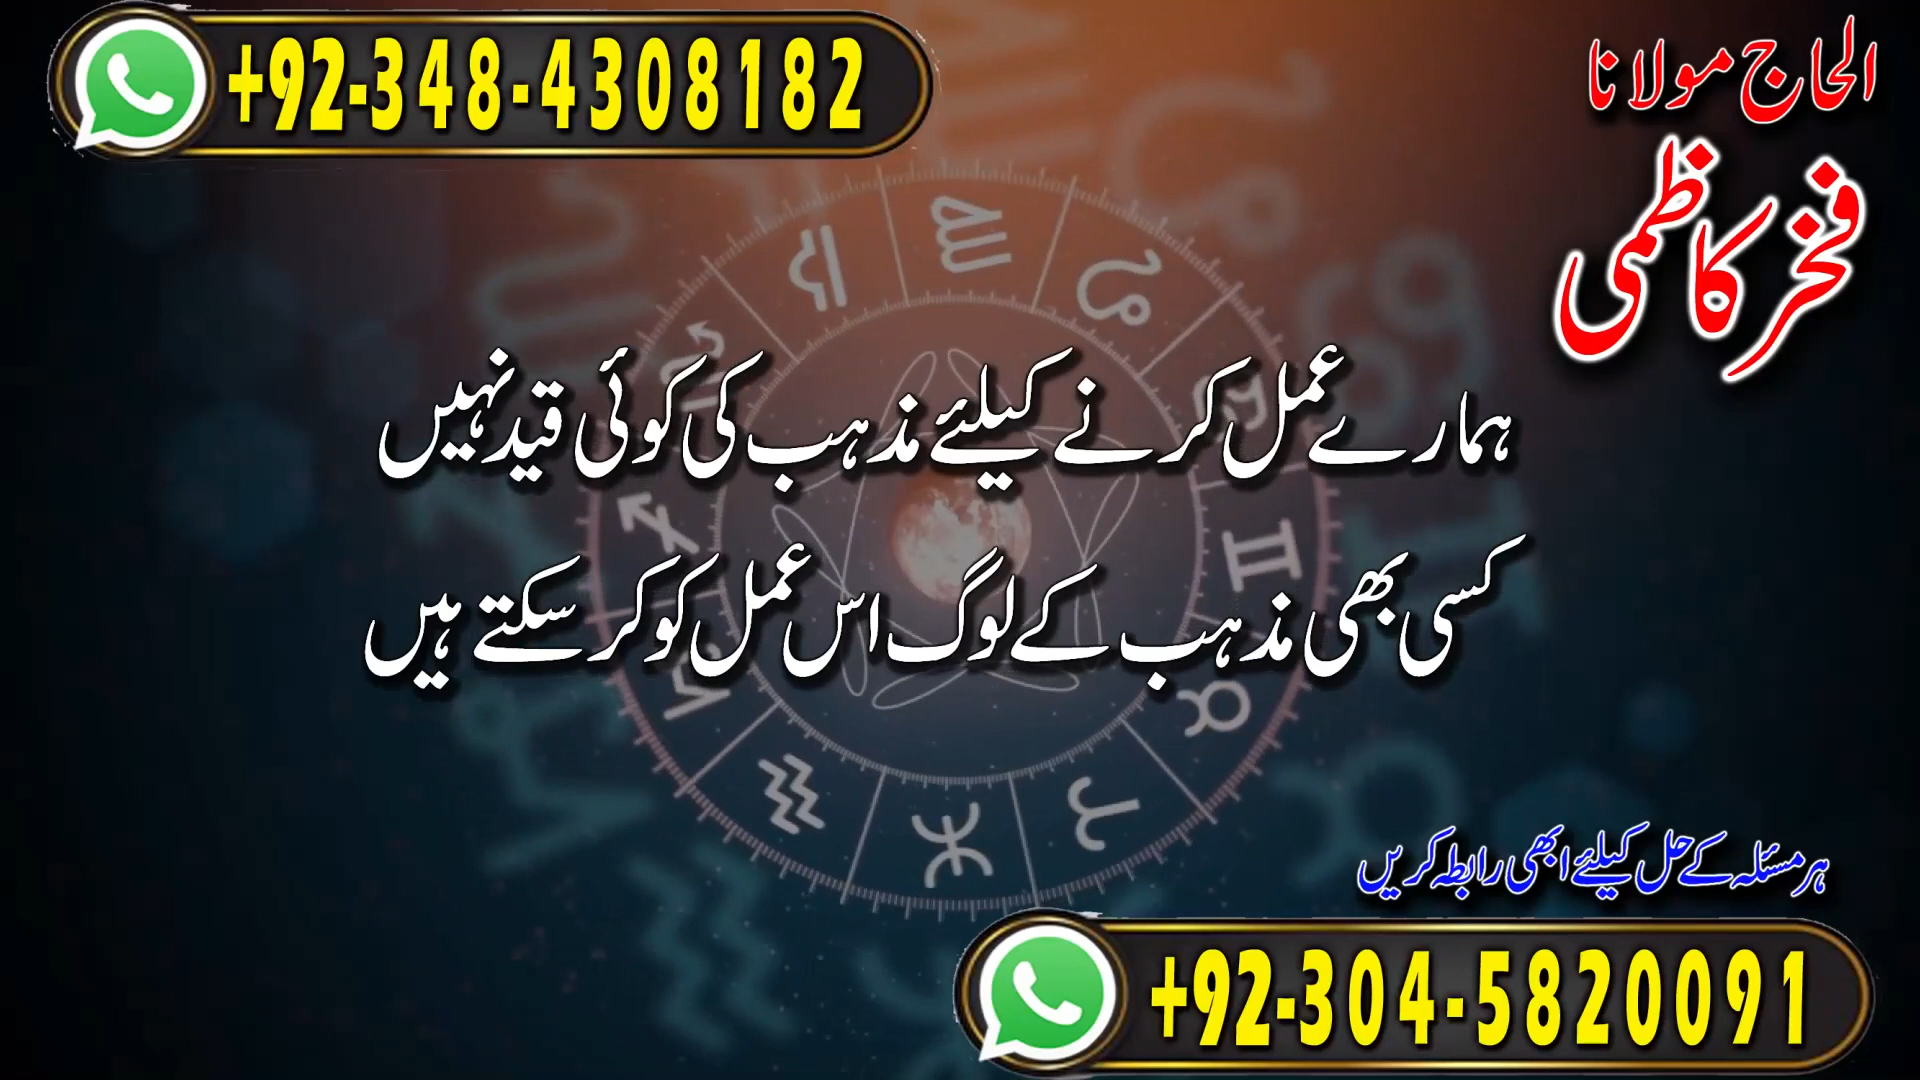 +92-348-4308182
الحاج مولانا
فخر کاظمی
ہمارے عمل کرنے کیلئے مذہب کی کوئی قید نہیں
کسی بھی مذہب کے لوگ اس عمل کو کر سکتے ہیں
ہر مسئلہ کے حل کیلئے ابھی رابطہ کریں
+92-304-5820091